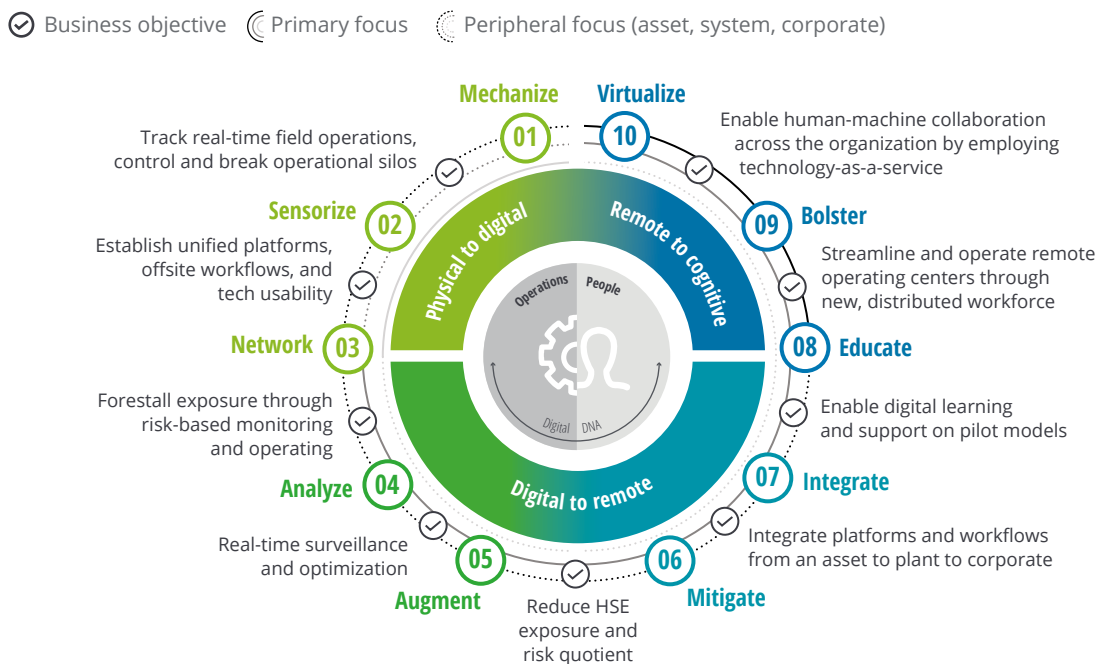 Business objective
Primary focus
Peripheral focus (asset, system, corporate)
Mechanize
01
Track real-time field operations,
control and break operational silos
Sensorize
02
Establish unified platforms,
offsite workflows, and
tech usability
Network
03
Forestall exposure through
risk-based monitoring
and operating
Analyze
04
Real-time surveillance
and optimization
05
Augment
Reduce HSE
exposure and
risk quotient
06
Mitigate
Integrate platforms and workflows
from an asset to plant to corporate
07
Integrate
Enable digital learning
and support on pilot models
08
Educate
Streamline and operate remote
operating centers through
new, distributed workforce
09
Bolster
Enable human-machine collaboration
across the organization by employing
technology-as-a-service
Virtualize
10
Physical to digital
Remote to cognitive
Digital to remote
Operations
People
Digital DNA